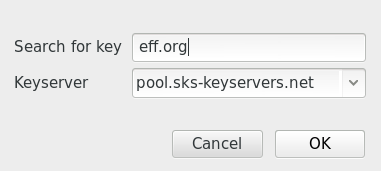 Search for key eff.org
Keyserver pool.sks-keyservers.net
Cancel OK